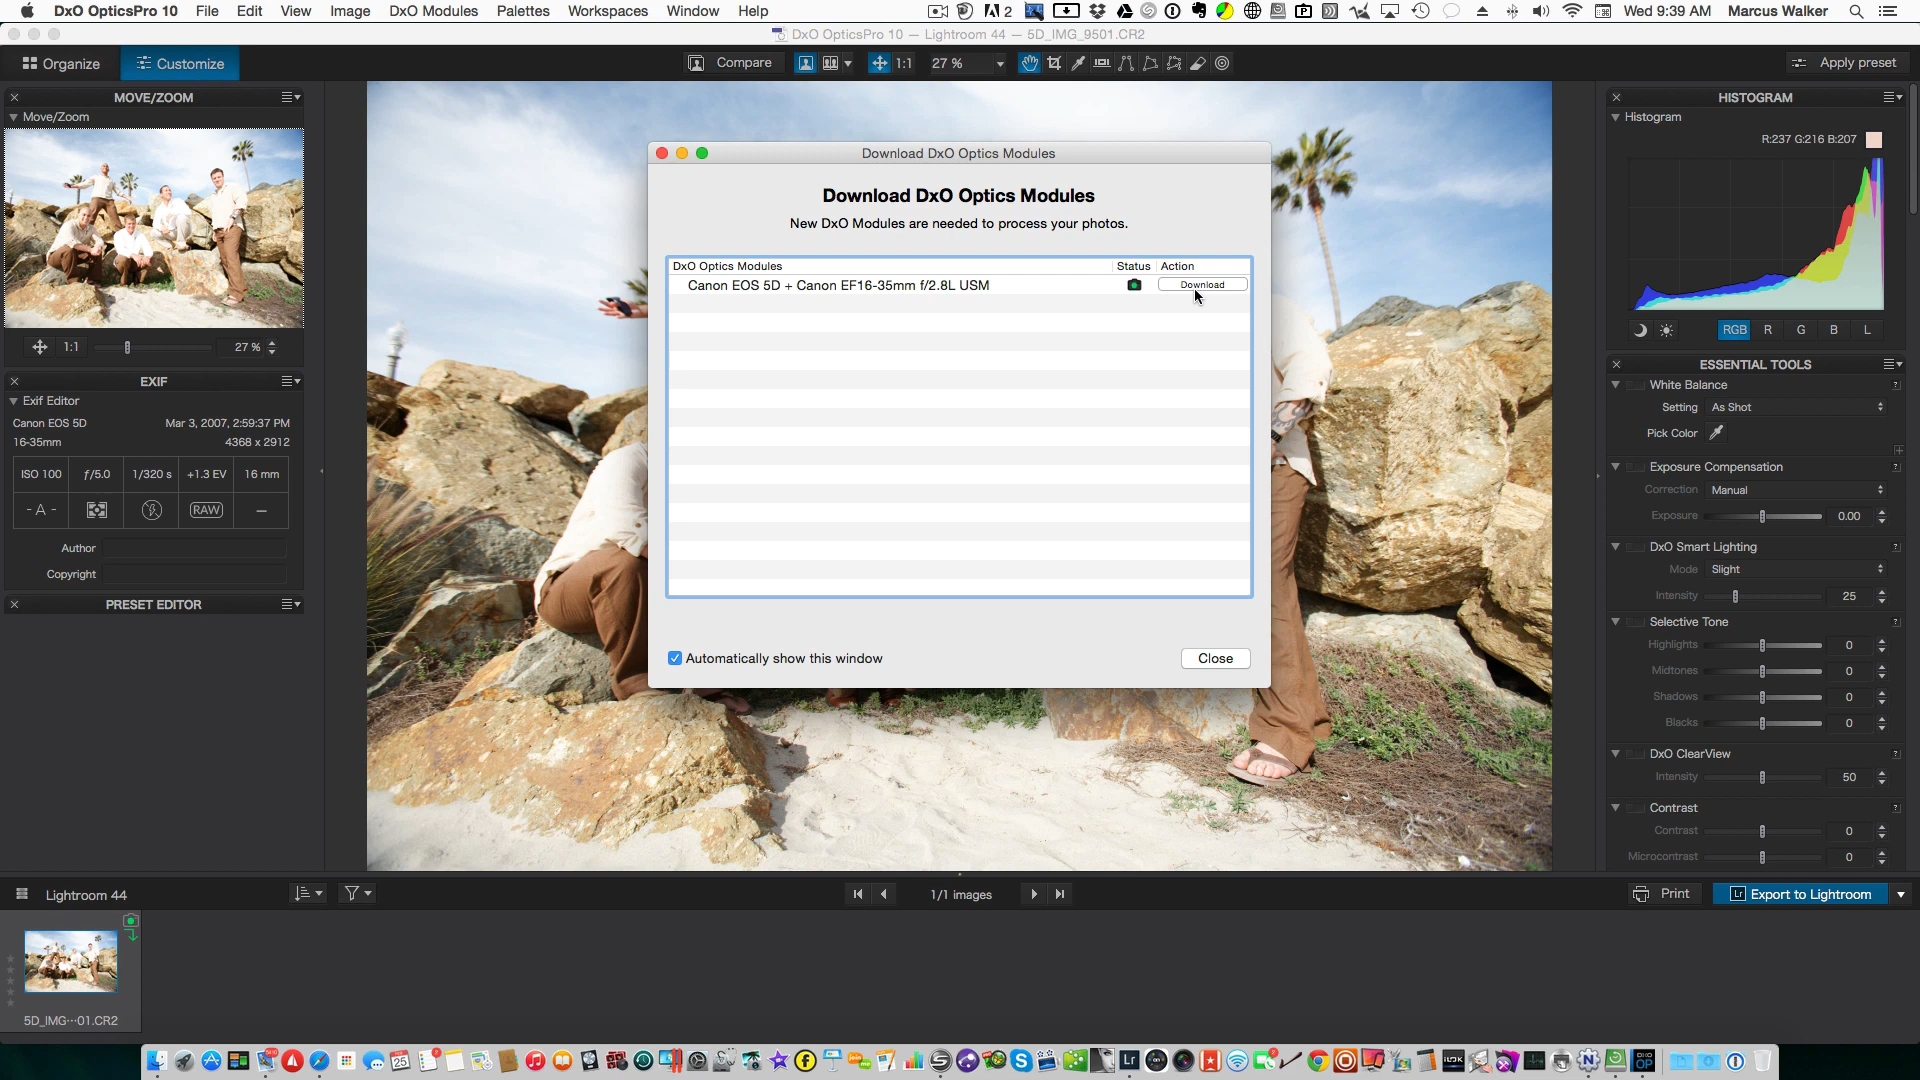 DxO OpticsPro 10 File Edit View Image DxO Modules Palettes Workspaces Window Help 2 Wed 9:39 AM Marcus Walker
DxO OpticsPro 10 — Lightroom 44 — 5D_IMG_9501.CR2
Organize Customize Compare 1:1 27 % Apply preset
MOVE/ZOOM
Move/Zoom
1:1 27 %
EXIF
Exif Editor
Canon EOS 5D Mar 3, 2007, 2:59:37 PM
16-35mm 4368 x 2912
ISO 100 f/5.0 1/320 s +1.3 EV 16 mm
- A - RAW —
Author
Copyright
PRESET EDITOR
Download DxO Optics Modules
Download DxO Optics Modules
New DxO Modules are needed to process your photos.
DxO Optics Modules Status Action
Canon EOS 5D + Canon EF16-35mm f/2.8L USM Download
Automatically show this window Close
HISTOGRAM
Histogram
R:237 G:216 B:207
RGB R G B L
ESSENTIAL TOOLS
White Balance ?
Setting As Shot
Pick Color
Exposure Compensation ?
Correction Manual
Exposure 0.00
DxO Smart Lighting ?
Mode Slight
Intensity 25
Selective Tone ?
Highlights 0
Midtones 0
Shadows 0
Blacks 0
DxO ClearView ?
Intensity 50
Contrast ?
Contrast 0
Microcontrast 0
Lightroom 44 1/1 images Print Lr Export to Lightroom
5D_IMG···01.CR2